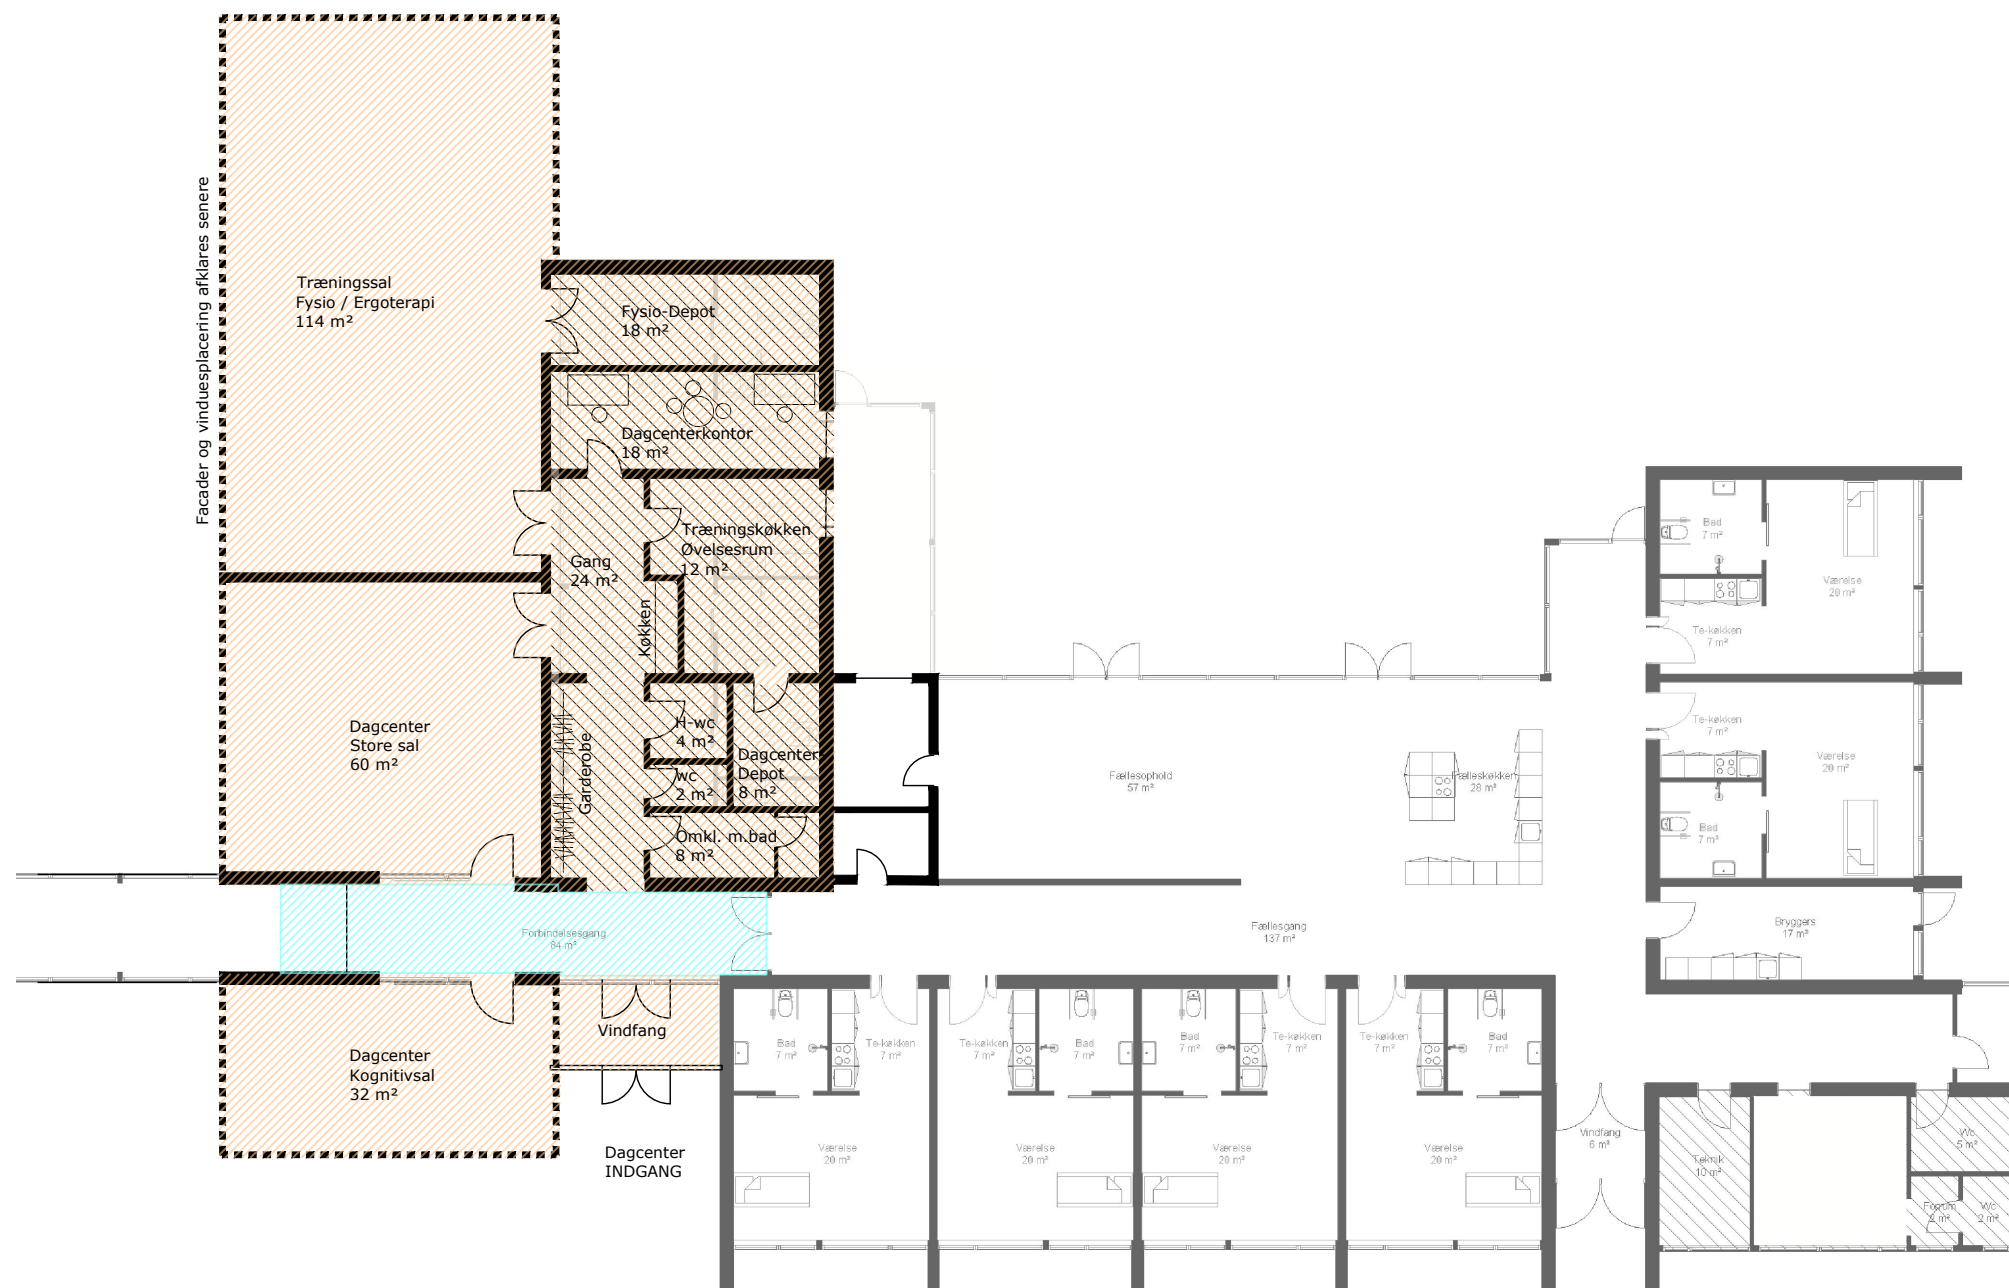 Facader og vinduesplacering afklares senere
Træningssal
Fysio / Ergoterapi
114 m²
Fysio-Depot
18 m²
Dagcenterkontor
18 m²
Træningskøkken
Øvelsesrum
12 m²
Gang
24 m²
Køkken
Dagcenter
Store sal
60 m²
Garderobe
H-wc
4 m²
wc
2 m²
Dagcenter
Depot
8 m²
Omkl. m.bad
8 m²
Forbindelsesgang
84 m²
Vindfang
Dagcenter
Kognitivsal
32 m²
Dagcenter
INDGANG
Fællesophold
57 m²
Fælleskøkken
28 m²
Fællesgang
137 m²
Bad
7 m²
Værelse
20 m²
Te-køkken
7 m²
Te-køkken
7 m²
Værelse
20 m²
Bad
7 m²
Bryggers
17 m²
Bad
7 m²
Te-køkken
7 m²
Te-køkken
7 m²
Bad
7 m²
Bad
7 m²
Te-køkken
7 m²
Te-køkken
7 m²
Bad
7 m²
Værelse
20 m²
Værelse
20 m²
Værelse
20 m²
Værelse
20 m²
Vindfang
6 m²
Teknik
10 m²
Wc
5 m²
Forrum
2 m²
Wc
2 m²